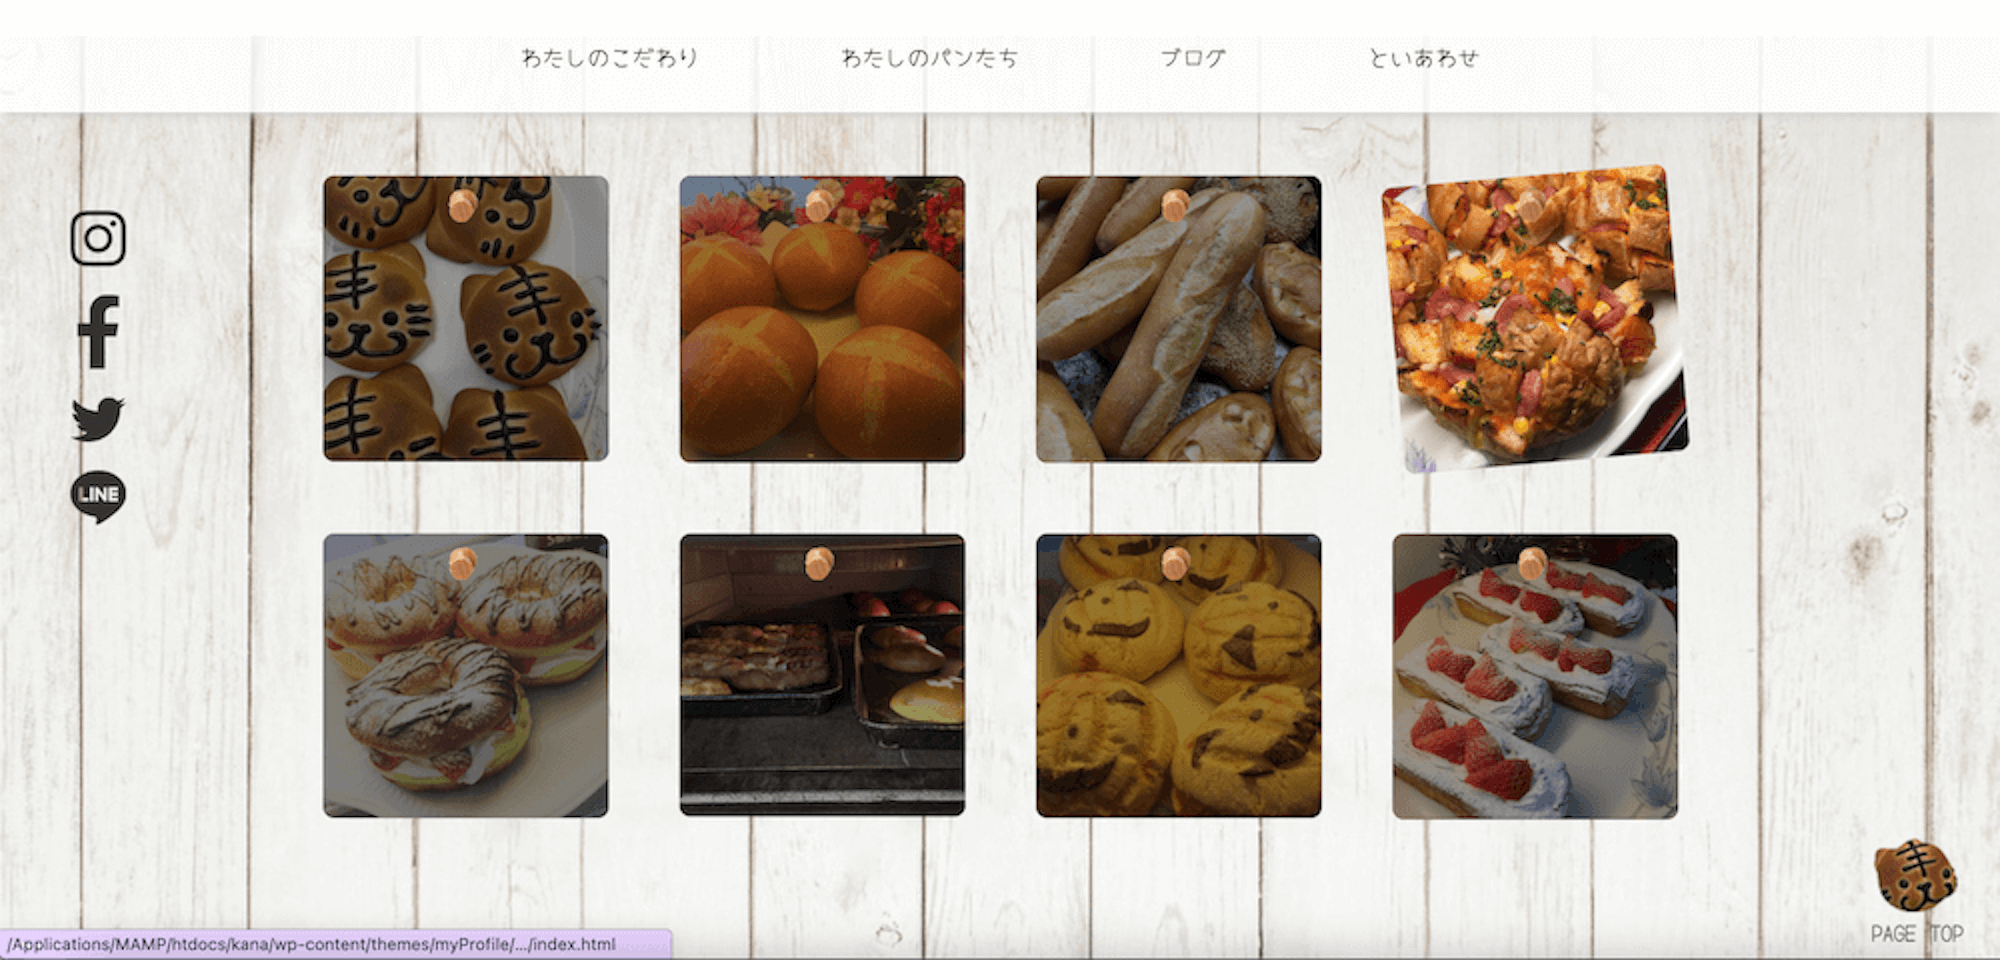 わたしのこだわり
わたしのパンたち
ブログ
といあわせ
LINE
PAGE TOP
/Applications/MAMP/htdocs/kana/wp-content/themes/myProfile/.../index.html